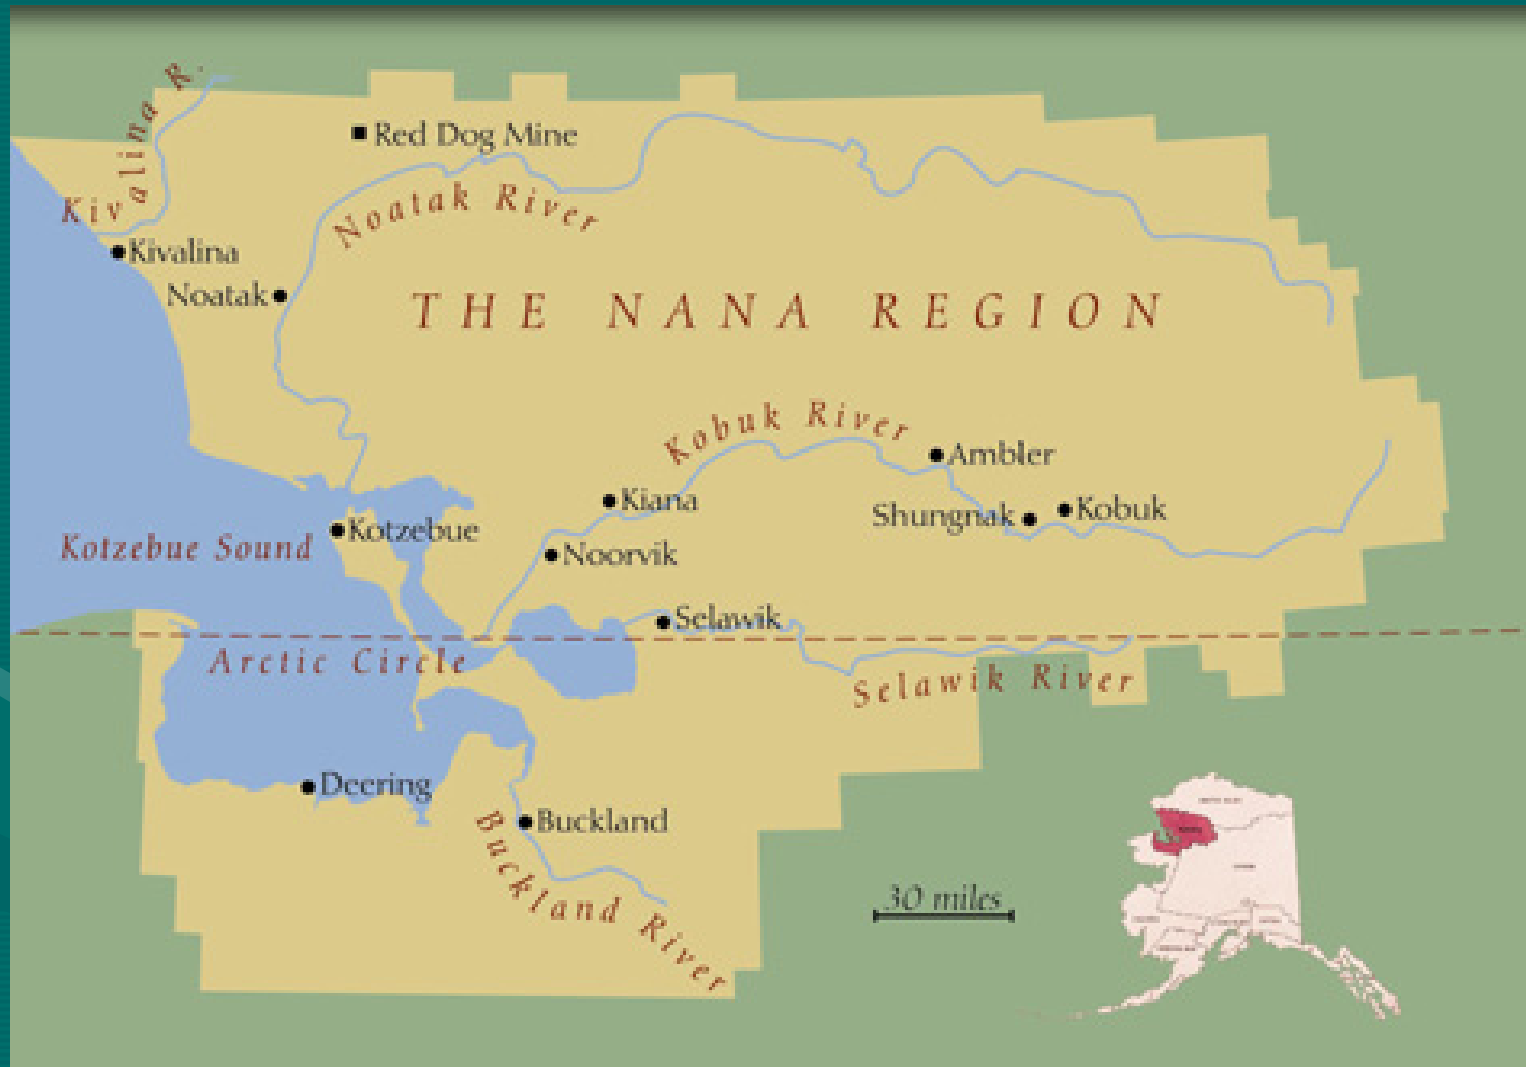 Kivalina R.
Red Dog Mine
Noatak River
Kivalina
Noatak
THE NANA REGION
Kobuk River
Ambler
Kiana
Shungnak
Kobuk
Kotzebue
Kotzebue Sound
Noorvik
Selawik
Arctic Circle
Selawik River
Deering
Buckland
Buckland River
30 miles